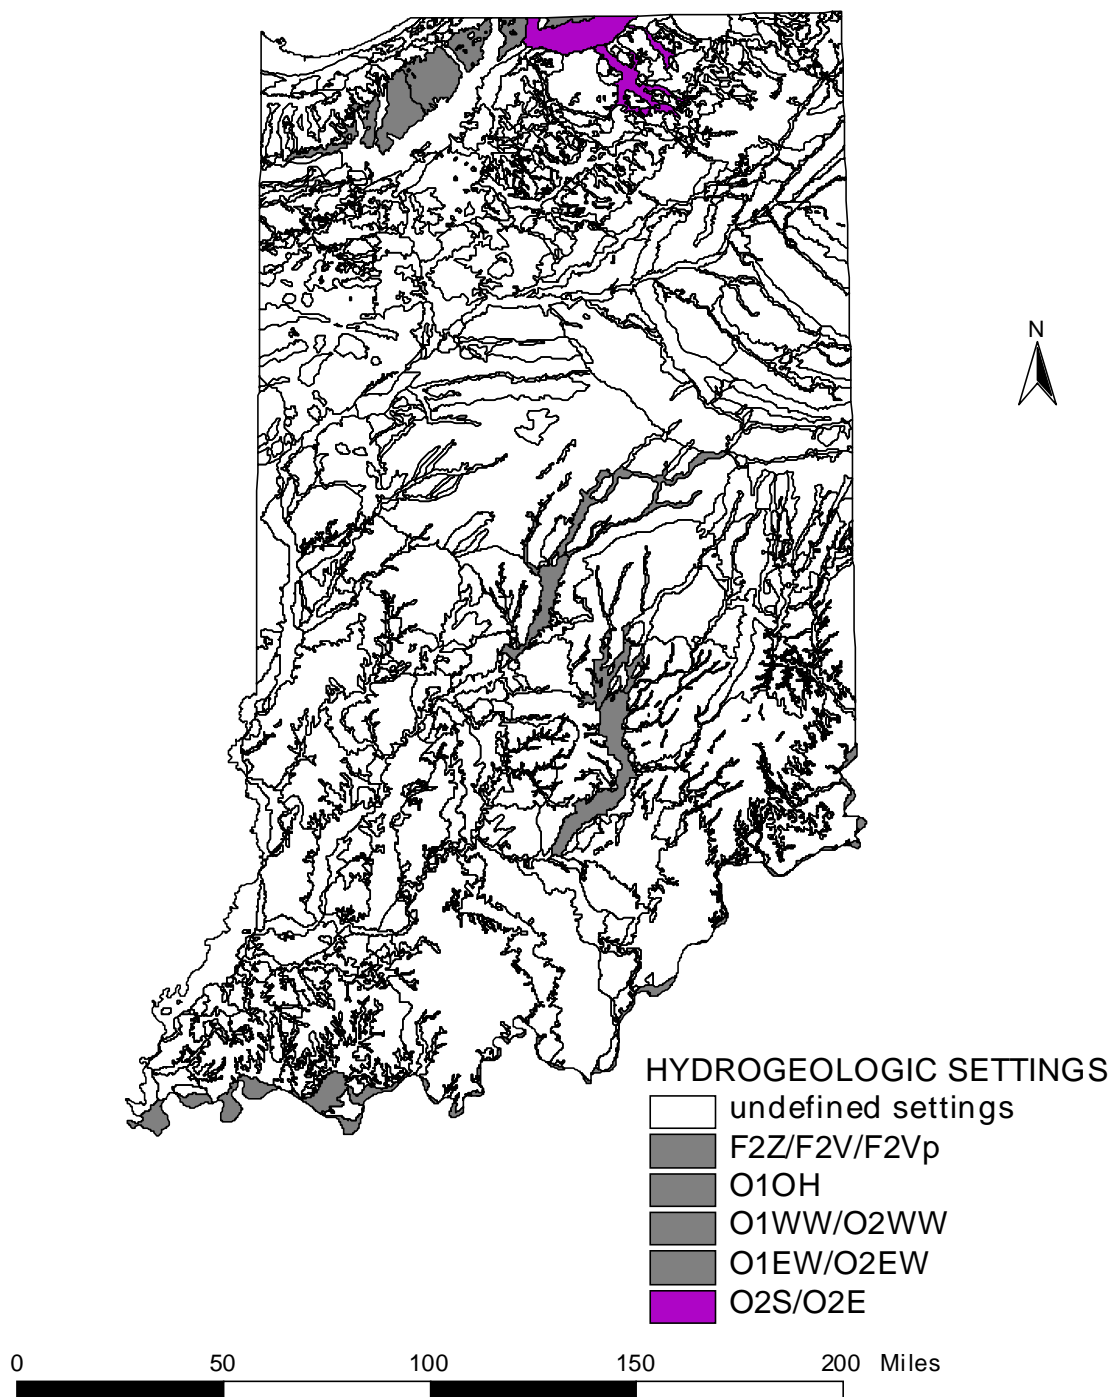 N
HYDROGEOLOGIC SETTINGS
undefined settings
F2Z/F2V/F2Vp
O1OH
O1WW/O2WW
O1EW/O2EW
O2S/O2E
0 50 100 150 200 Miles